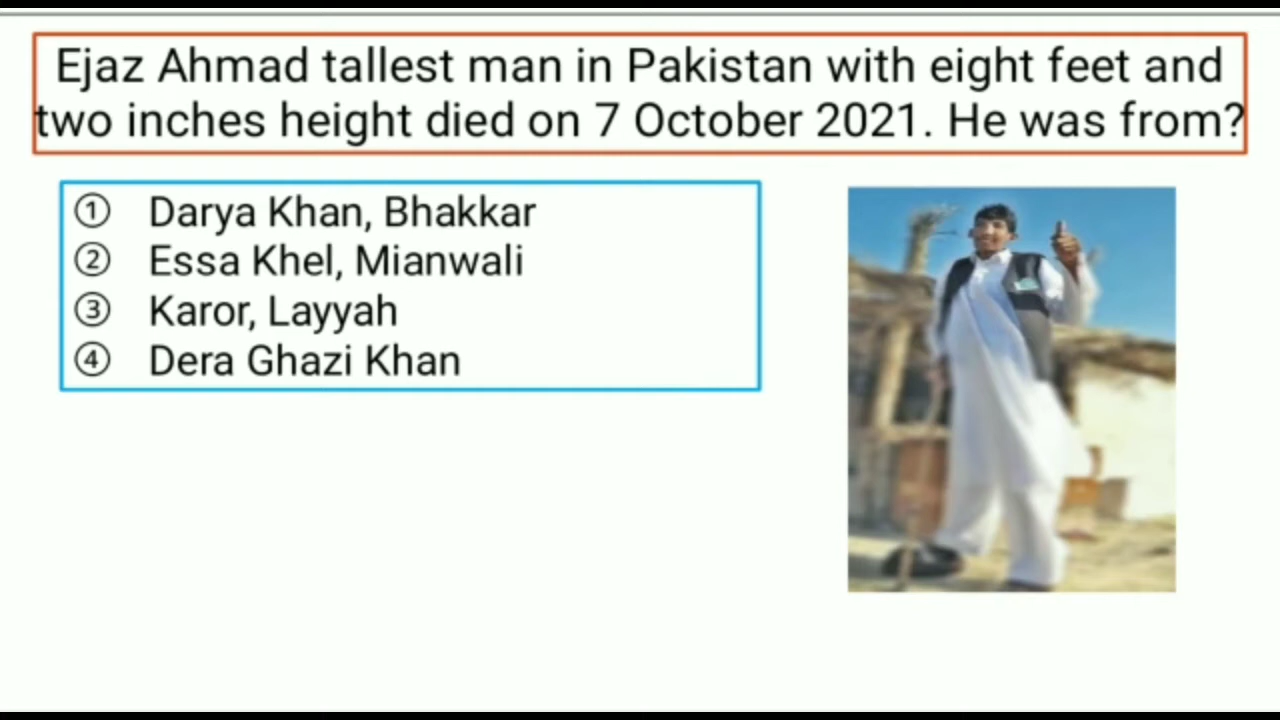 Ejaz Ahmad tallest man in Pakistan with eight feet and
two inches height died on 7 October 2021. He was from?
① Darya Khan, Bhakkar
② Essa Khel, Mianwali
③ Karor, Layyah
④ Dera Ghazi Khan